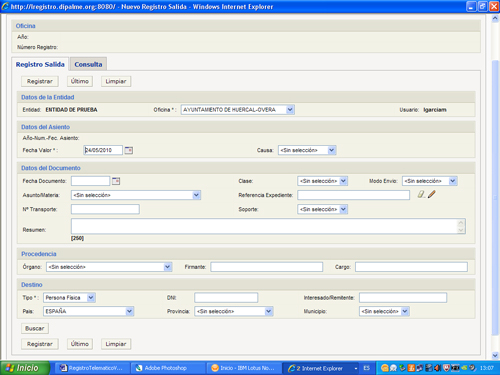 http://lregistro.dipalme.org:8080/ - Nuevo Registro Salida - Windows Internet Explorer
Oficina
Año:
Número Registro:
Registro Salida Consulta
Registrar Último Limpiar
Datos de la Entidad
Entidad: ENTIDAD DE PRUEBA Oficina * : AYUNTAMIENTO DE HUERCAL-OVERA Usuario: lgarciam
Datos del Asiento
Año-Num.-Fec. Asiento:
Fecha Valor * : 24/05/2010 Causa: <Sin selección>
Datos del Documento
Fecha Documento: Clase: <Sin selección> Modo Envío: <Sin selección>
Asunto/Materia: <Sin selección> Referencia Expediente:
Nº Transporte: Soporte: <Sin selección>
Resumen:
[250]
Procedencia
Órgano: <Sin selección> Firmante: Cargo:
Destino
Tipo * : Persona Física DNI: Interesado/Remitente:
Pais: ESPAÑA Provincia: <Sin selección> Municipio: <Sin selección>
Buscar
Registrar Último Limpiar
Inicio RegistroTelematicoV... Adobe Photoshop Inicio - IBM Lotus No... 2 Internet Explorer ES 13:07